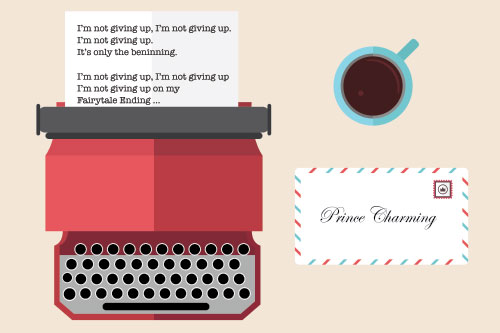 I'm not giving up, I'm not giving up.
I'm not giving up.
It's only the beninning.
I'm not giving up, I'm not giving up
I'm not giving up on my
Fairytale Ending ...
Prince Charming